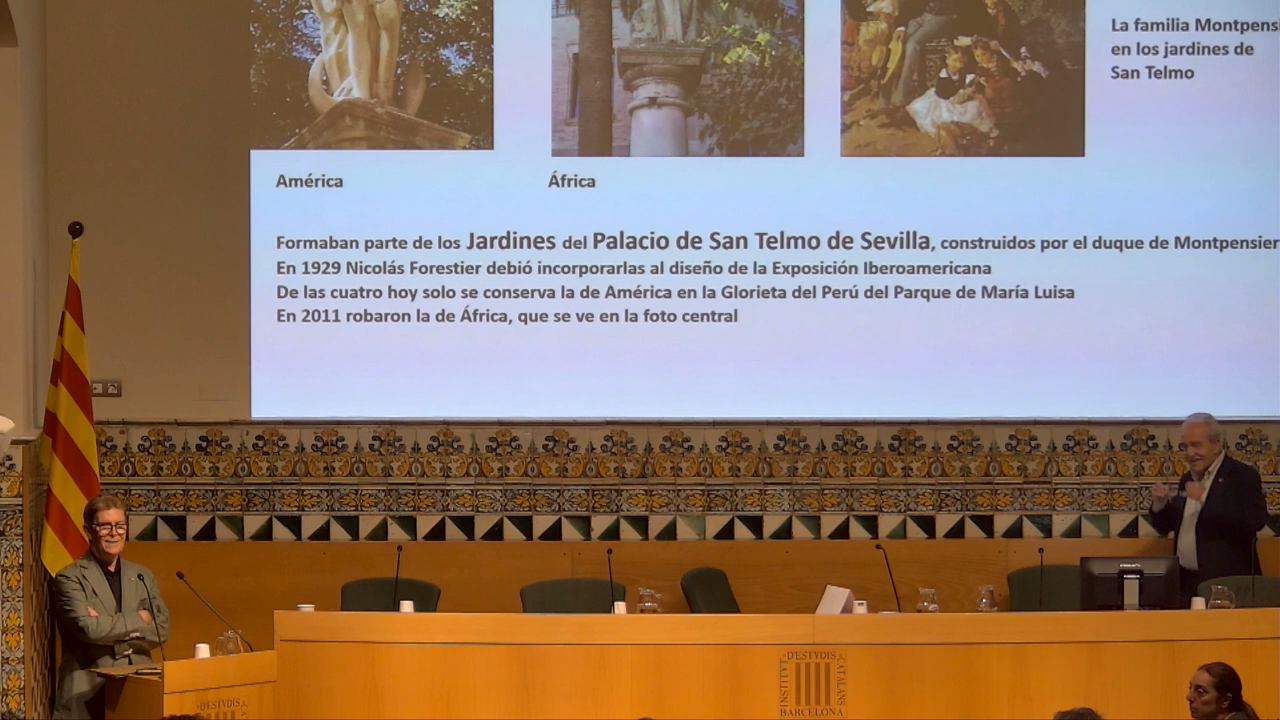 La familia Montpens
en los jardines de
San Telmo
América
África
Formaban parte de los Jardines del Palacio de San Telmo de Sevilla, construidos por el duque de Montpensier
En 1929 Nicolás Forestier debió incorporarlas al diseño de la Exposición Iberoamericana
De las cuatro hoy solo se conserva la de América en la Glorieta del Perú del Parque de María Luisa
En 2011 robaron la de África, que se ve en la foto central
INSTITVT
D'ESTVDIS
CATALANS
BARCELONA
D'ESTVDIS